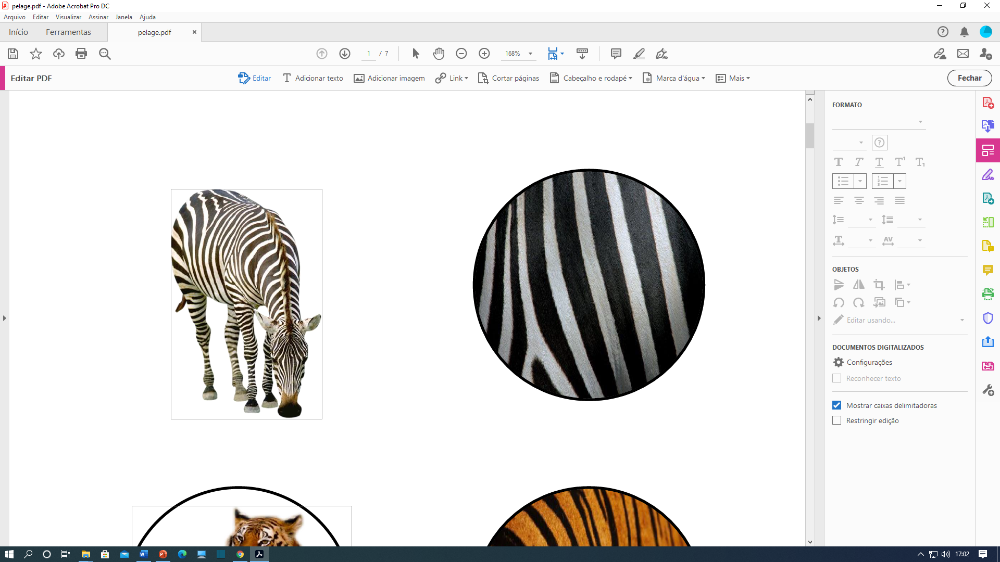 pelage.pdf - Adobe Acrobat Pro DC
Arquivo Editar Visualizar Assinar Janela Ajuda
Início Ferramentas pelage.pdf
1 / 7 168%
Editar PDF Editar Adicionar texto Adicionar imagem Link Cortar páginas Cabeçalho e rodapé Marca d'água Mais Fechar
FORMATO
OBJETOS
Editar usando...
DOCUMENTOS DIGITALIZADOS
Configurações
Reconhecer texto
Mostrar caixas delimitadoras
Restringir edição
17:02